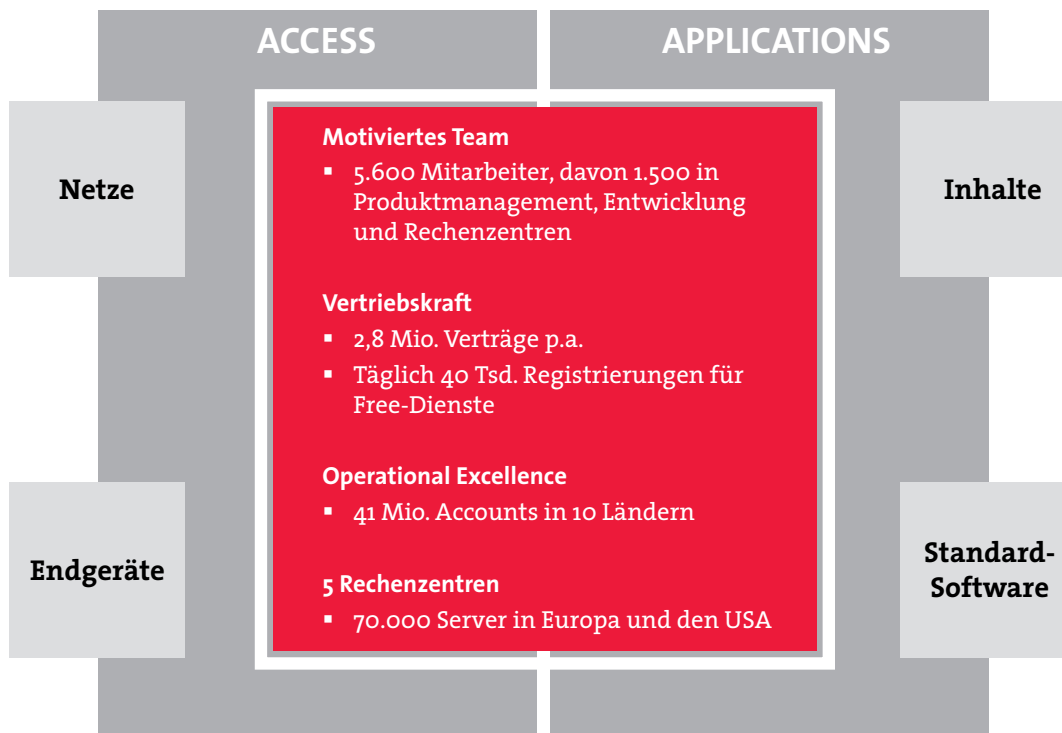 ACCESS
APPLICATIONS
Netze
Endgeräte
Motiviertes Team
▪ 5.600 Mitarbeiter, davon 1.500 in
Produktmanagement, Entwicklung
und Rechenzentren
Vertriebskraft
▪ 2,8 Mio. Verträge p.a.
▪ Täglich 40 Tsd. Registrierungen für
Free-Dienste
Operational Excellence
▪ 41 Mio. Accounts in 10 Ländern
5 Rechenzentren
▪ 70.000 Server in Europa und den USA
Inhalte
Standard-
Software